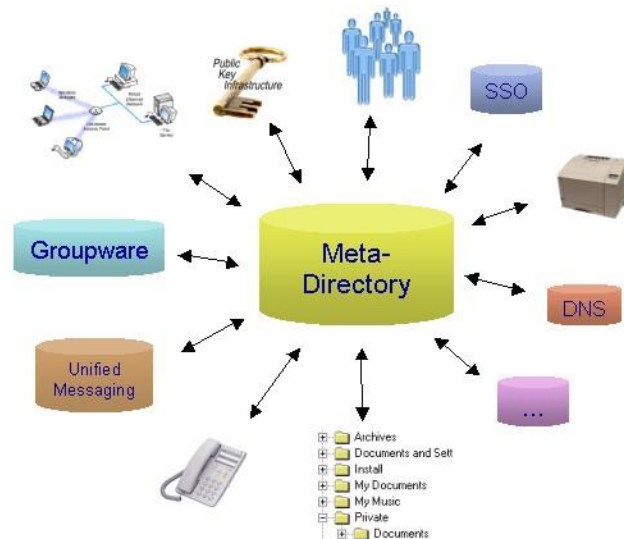 Public
Key
Infrastructure
SSO
Groupware
Meta-
Directory
DNS
Unified
Messaging
...
Archives
Documents and Sett
Install
My Documents
My Music
Private
Documents